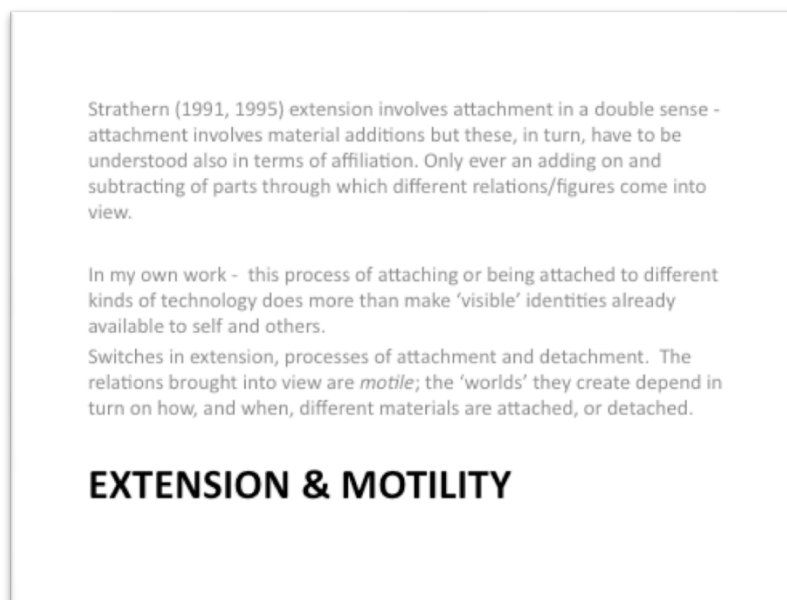 Strathern (1991, 1995) extension involves attachment in a double sense -
attachment involves material additions but these, in turn, have to be
understood also in terms of affiliation. Only ever an adding on and
subtracting of parts through which different relations/figures come into
view.
In my own work -  this process of attaching or being attached to different
kinds of technology does more than make ‘visible’ identities already
available to self and others.
Switches in extension, processes of attachment and detachment.  The
relations brought into view are motile; the ‘worlds’ they create depend in
turn on how, and when, different materials are attached, or detached.
EXTENSION & MOTILITY